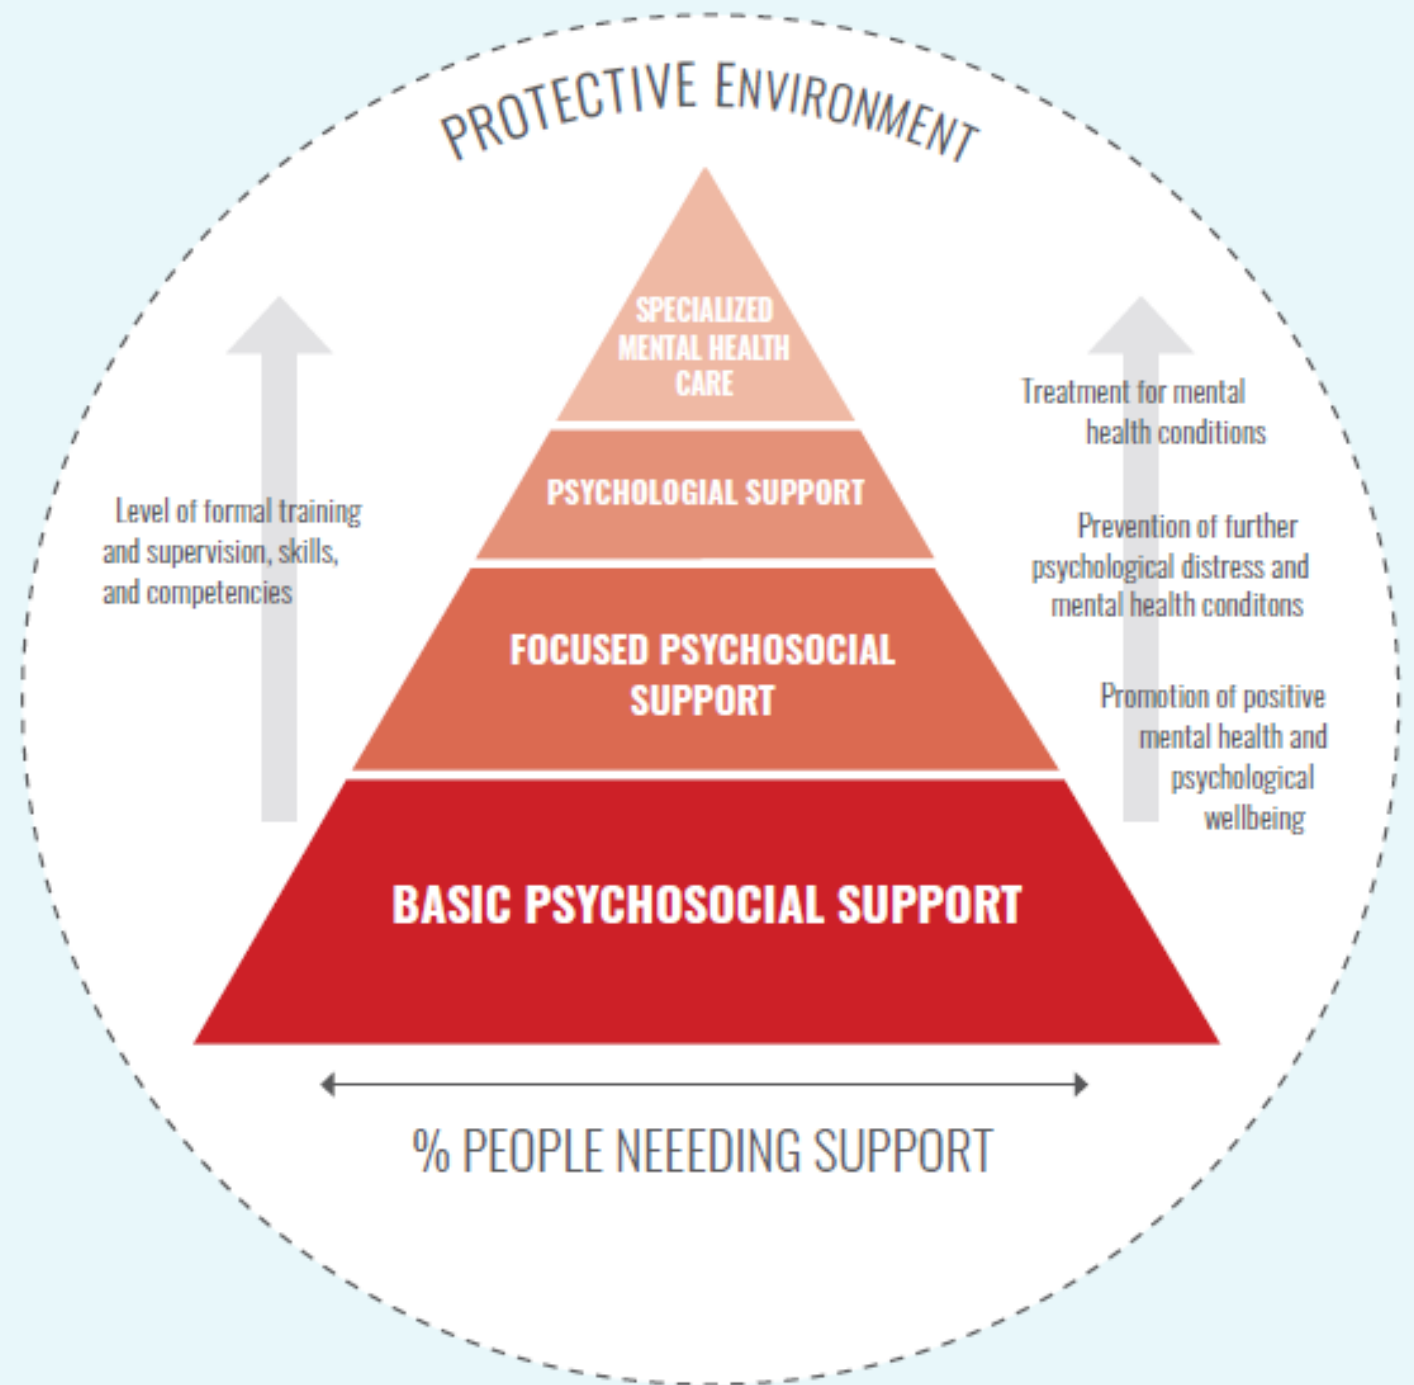 PROTECTIVE ENVIRONMENT
SPECIALIZED
MENTAL HEALTH
CARE
PSYCHOLOGIAL SUPPORT
FOCUSED PSYCHOSOCIAL
SUPPORT
BASIC PSYCHOSOCIAL SUPPORT
Level of formal training
and supervision, skills,
and competencies
Treatment for mental
health conditions
Prevention of further
psychological distress and
mental health conditons
Promotion of positive
mental health and
psychological
wellbeing
% PEOPLE NEEEDING SUPPORT